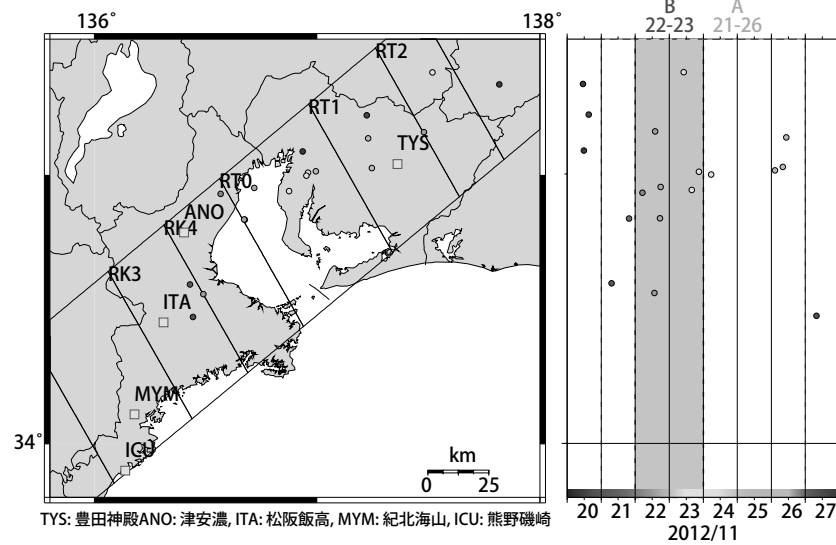 136°
138°
B
22-23
A
21-26
RT2
RT1
TYS
RT0
ANO
RK4
RK3
ITA
MYM
ICU
34°
km
0 25
20 21 22 23 24 25 26 27
2012/11
TYS: 豊田神殿ANO: 津安濃, ITA: 松阪飯高, MYM: 紀北海山, ICU: 熊野磯崎